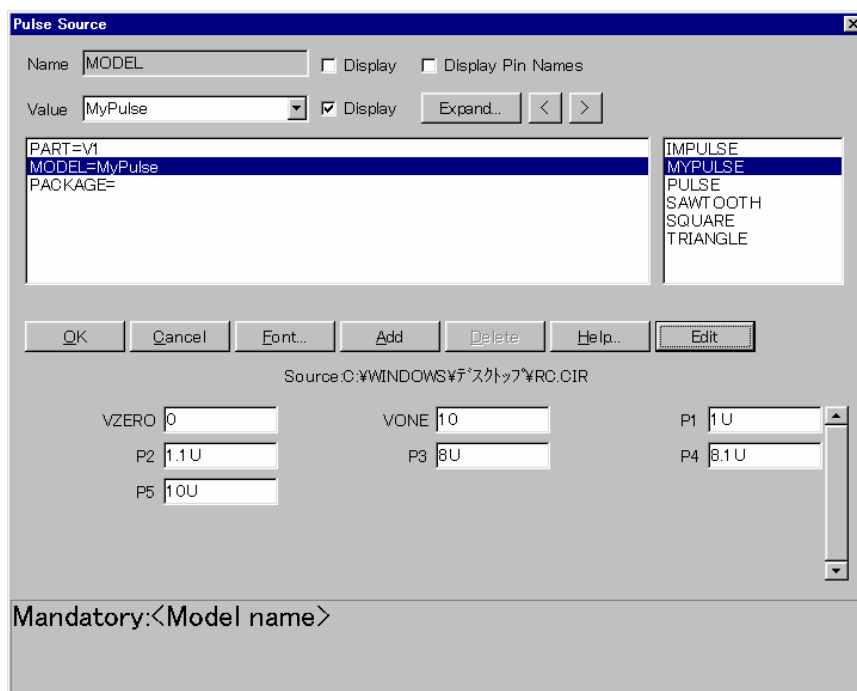 Pulse Source
Name MODEL Display Display Pin Names
Value MyPulse Display Expand... < >
PART=V1
MODEL=MyPulse
PACKAGE=
IMPULSE
MYPULSE
PULSE
SAWTOOTH
SQUARE
TRIANGLE
OK Cancel Font... Add Delete Help... Edit
Source:C:¥WINDOWS¥ﾃﾞｽｸﾄｯﾌﾟ¥RC.CIR
VZERO 0 VONE 10 P1 1U
P2 1.1U P3 8U P4 8.1U
P5 10U
Mandatory:<Model name>